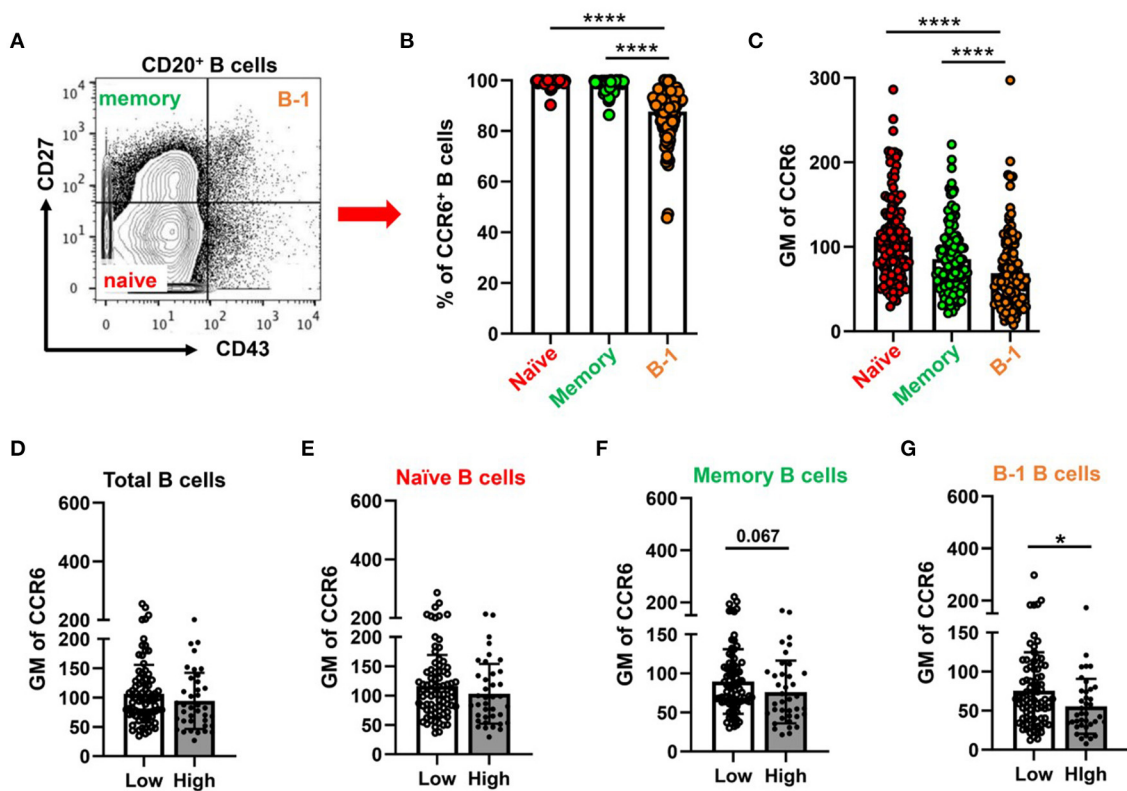 A
CD20⁺ B cells
memory
B-1
naive
CD27
10⁴
10³
10²
10¹
0
0
10¹
10²
10³
10⁴
CD43
B
****
****
% of CCR6⁺ B cells
100
80
60
40
20
0
Naïve
Memory
B-1
C
****
****
GM of CCR6
300
200
100
0
Naïve
Memory
B-1
D
Total B cells
GM of CCR6
600
400
200
200
150
100
50
0
Low
High
E
Naïve B cells
GM of CCR6
600
400
200
200
150
100
50
0
Low
High
F
Memory B cells
0.067
GM of CCR6
600
400
200
150
100
50
0
Low
High
G
B-1 B cells
*
GM of CCR6
600
400
200
150
100
50
0
Low
HIgh